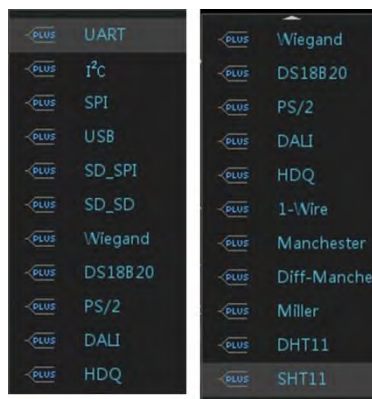 PLUS UART
PLUS I²C
PLUS SPI
PLUS USB
PLUS SD_SPI
PLUS SD_SD
PLUS Wiegand
PLUS DS18B20
PLUS PS/2
PLUS DALI
PLUS HDQ
PLUS Wiegand
PLUS DS18B20
PLUS PS/2
PLUS DALI
PLUS HDQ
PLUS 1-Wire
PLUS Manchester
PLUS Diff-Manche
PLUS Miller
PLUS DHT11
PLUS SHT11